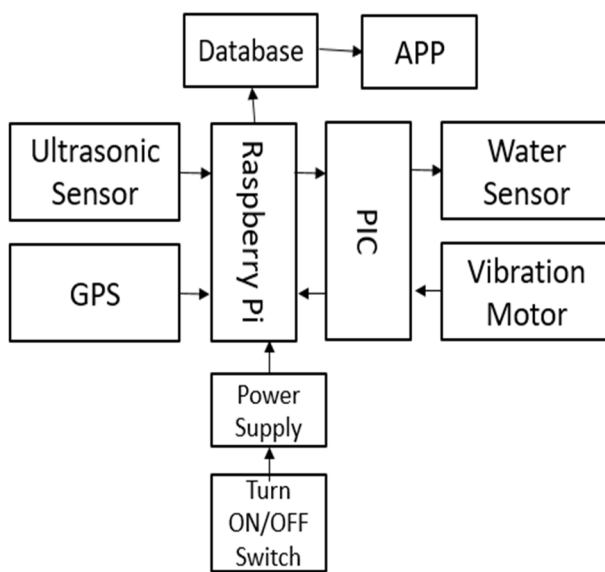 Database
APP
Ultrasonic
Sensor
Raspberry Pi
PIC
Water
Sensor
GPS
Vibration
Motor
Power
Supply
Turn
ON/OFF
Switch